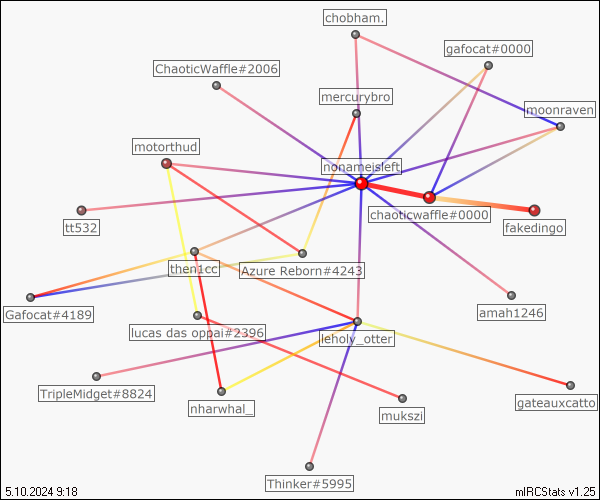 chobham.
gafocat#0000
ChaoticWaffle#2006
mercurybro
moonraven
motorthud
nonameisleft
chaoticwaffle#0000
tt532
fakedingo
then1cc
Azure Reborn#4243
Gafocat#4189
amah1246
lucas das oppai#2396
leholy_otter
TripleMidget#8824
nharwhal_
mukszi
gateauxcatto
Thinker#5995
5.10.2024 9:18
mIRCStats v1.25